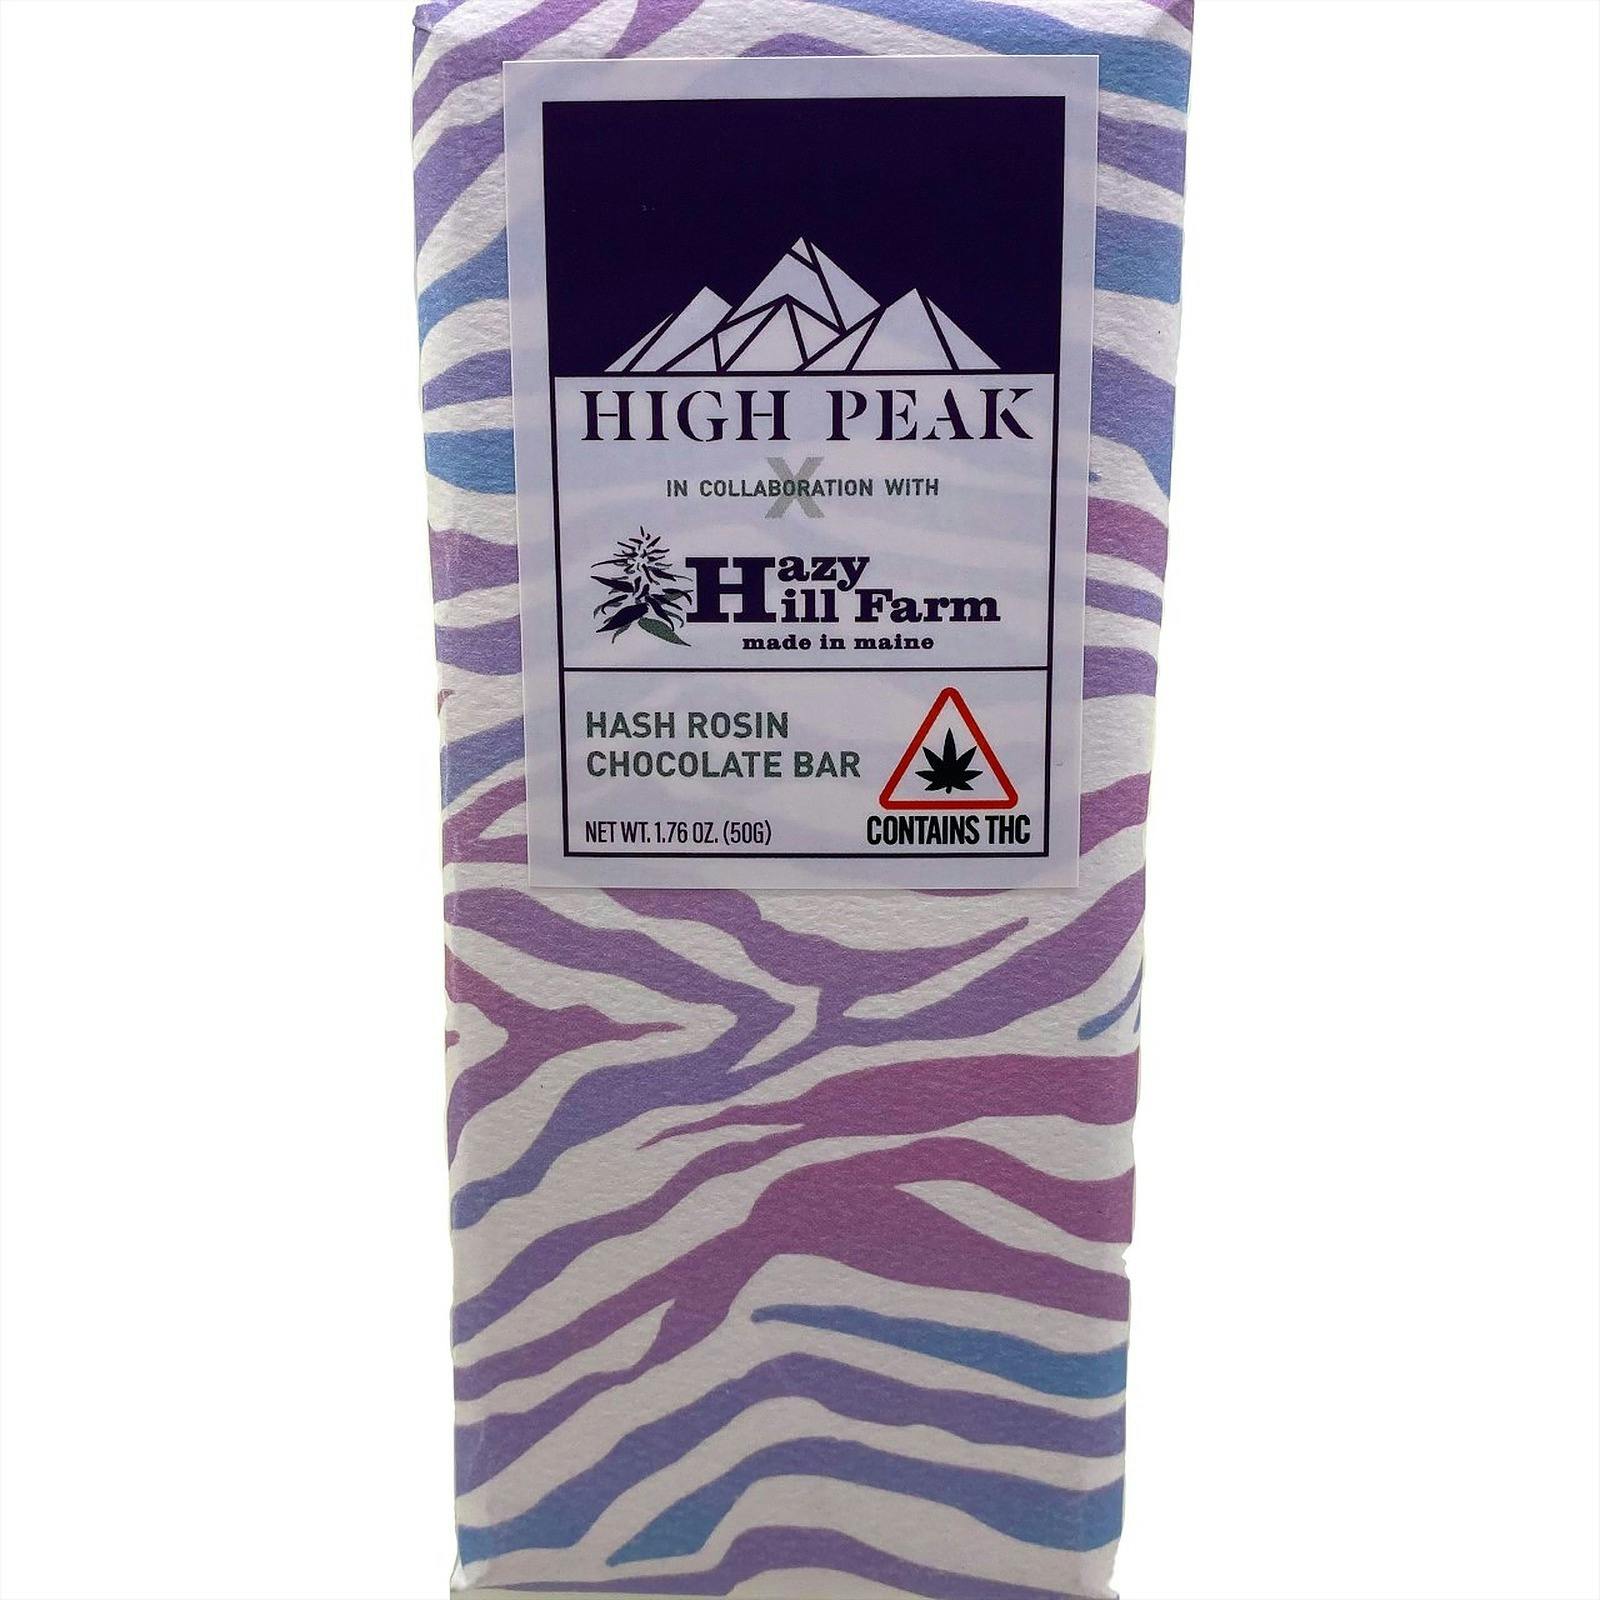 HIGH PEAK
X
IN COLLABORATION WITH
Hazy
Hill Farm
made in maine
HASH ROSIN
CHOCOLATE BAR
NET WT. 1.76 OZ. (50G)
CONTAINS THC